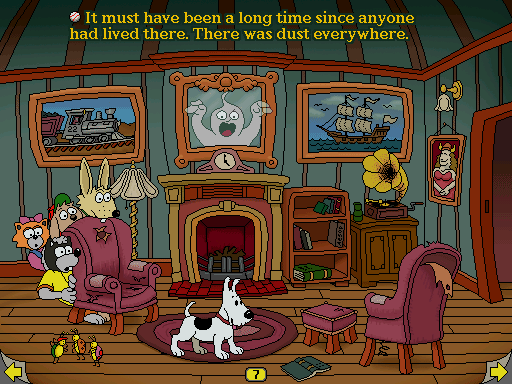 It must have been a long time since anyone
had lived there. There was dust everywhere.
7